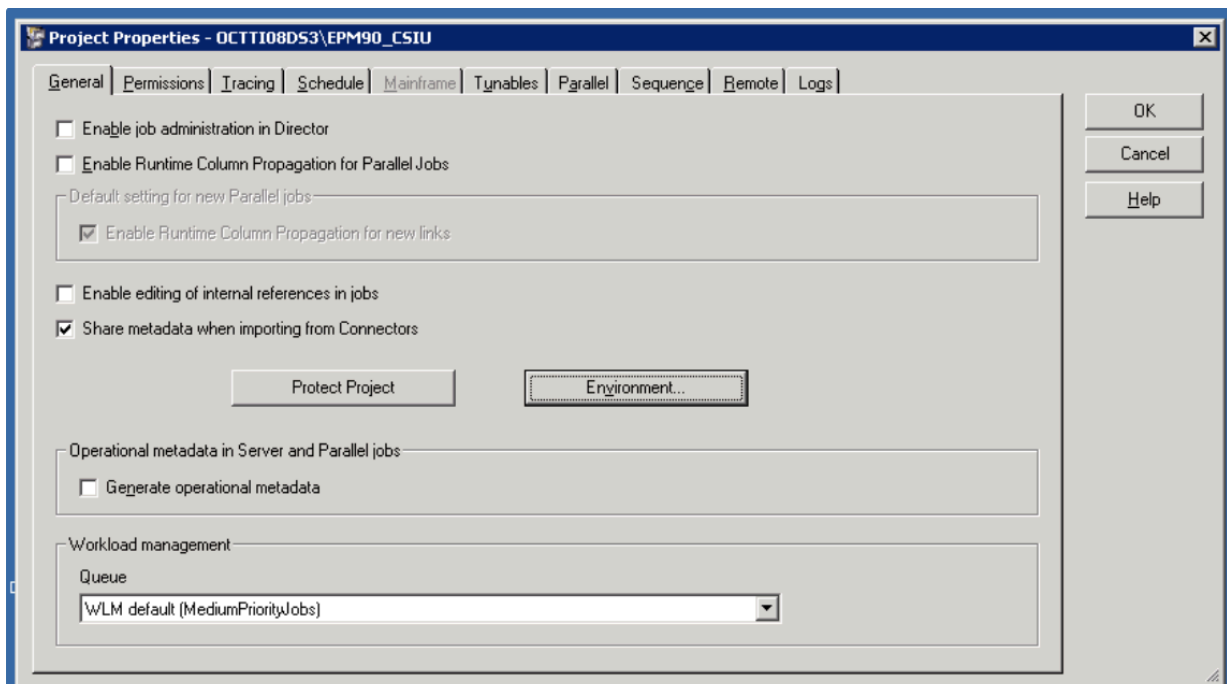 Project Properties - OCTTI08DS3\EPM90_CSIU
General Permissions Tracing Schedule Mainframe Tunables Parallel Sequence Remote Logs
OK
Cancel
Help
Enable job administration in Director
Enable Runtime Column Propagation for Parallel Jobs
Default setting for new Parallel jobs
Enable Runtime Column Propagation for new links
Enable editing of internal references in jobs
Share metadata when importing from Connectors
Protect Project Environment...
Operational metadata in Server and Parallel jobs
Generate operational metadata
Workload management
Queue
WLM default (MediumPriorityJobs)